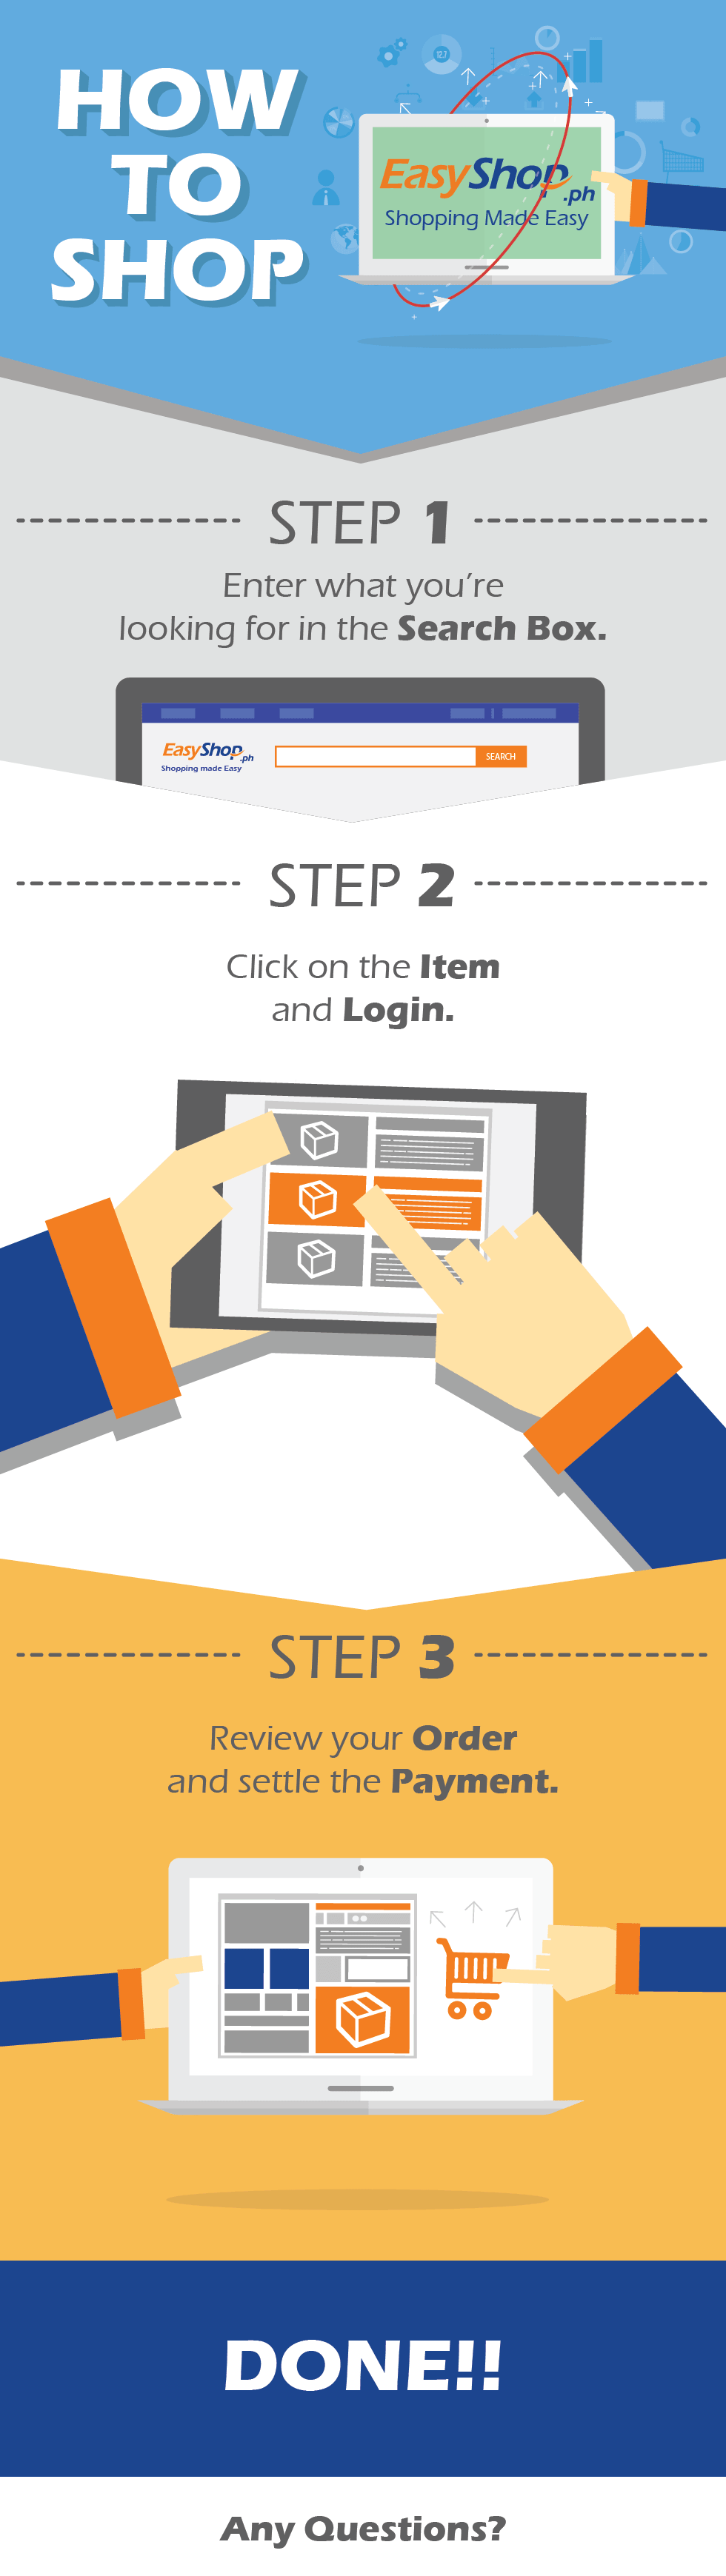 HOW
TO
SHOP
12.7
EasyShop.ph
Shopping Made Easy
STEP 1
Enter what you're
looking for in the Search Box.
EasyShop.ph
Shopping made Easy
SEARCH
STEP 2
Click on the Item
and Login.
STEP 3
Review your Order
and settle the Payment.
DONE!!
Any Questions?